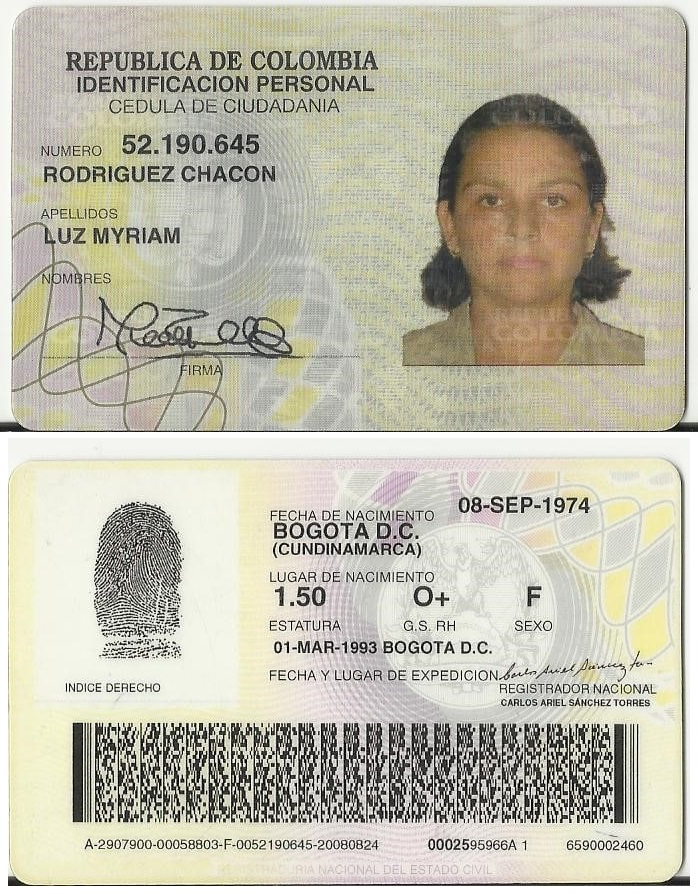 REPUBLICA DE COLOMBIA
IDENTIFICACION PERSONAL
CEDULA DE CIUDADANIA
NUMERO 52.190.645
RODRIGUEZ CHACON
APELLIDOS
LUZ MYRIAM
NOMBRES
FIRMA
FECHA DE NACIMIENTO 08-SEP-1974
BOGOTA D.C.
(CUNDINAMARCA)
LUGAR DE NACIMIENTO
1.50 O+ F
ESTATURA G.S. RH SEXO
01-MAR-1993 BOGOTA D.C.
FECHA Y LUGAR DE EXPEDICION
INDICE DERECHO
REGISTRADOR NACIONAL
CARLOS ARIEL SÁNCHEZ TORRES
A-2907900-00058803-F-0052190645-20080824 0002595966A 1 6590002460
REGISTRADURIA NACIONAL DEL ESTADO CIVIL